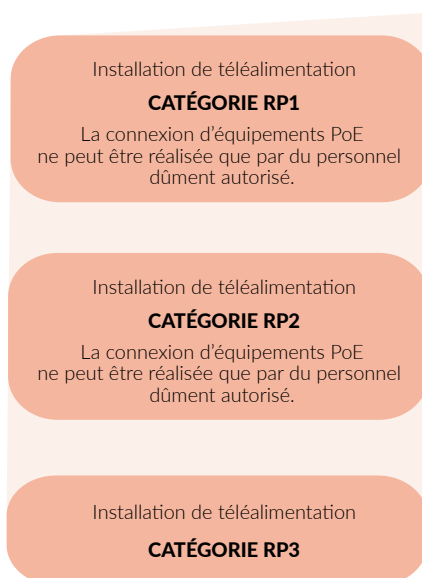 Installation de téléalimentation
CATÉGORIE RP1
La connexion d’équipements PoE
ne peut être réalisée que par du personnel
dûment autorisé.
Installation de téléalimentation
CATÉGORIE RP2
La connexion d’équipements PoE
ne peut être réalisée que par du personnel
dûment autorisé.
Installation de téléalimentation
CATÉGORIE RP3